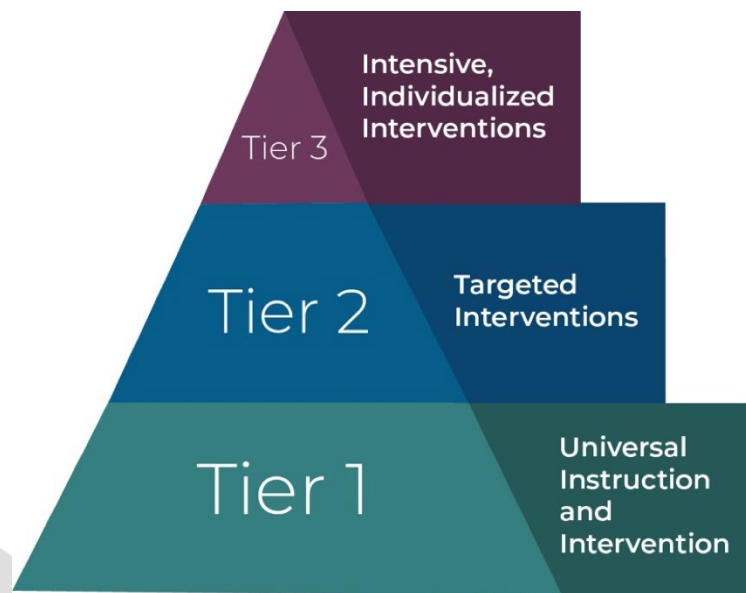 Intensive,
Individualized
Interventions
Tier 3
Tier 2
Targeted
Interventions
Tier 1
Universal
Instruction
and
Intervention